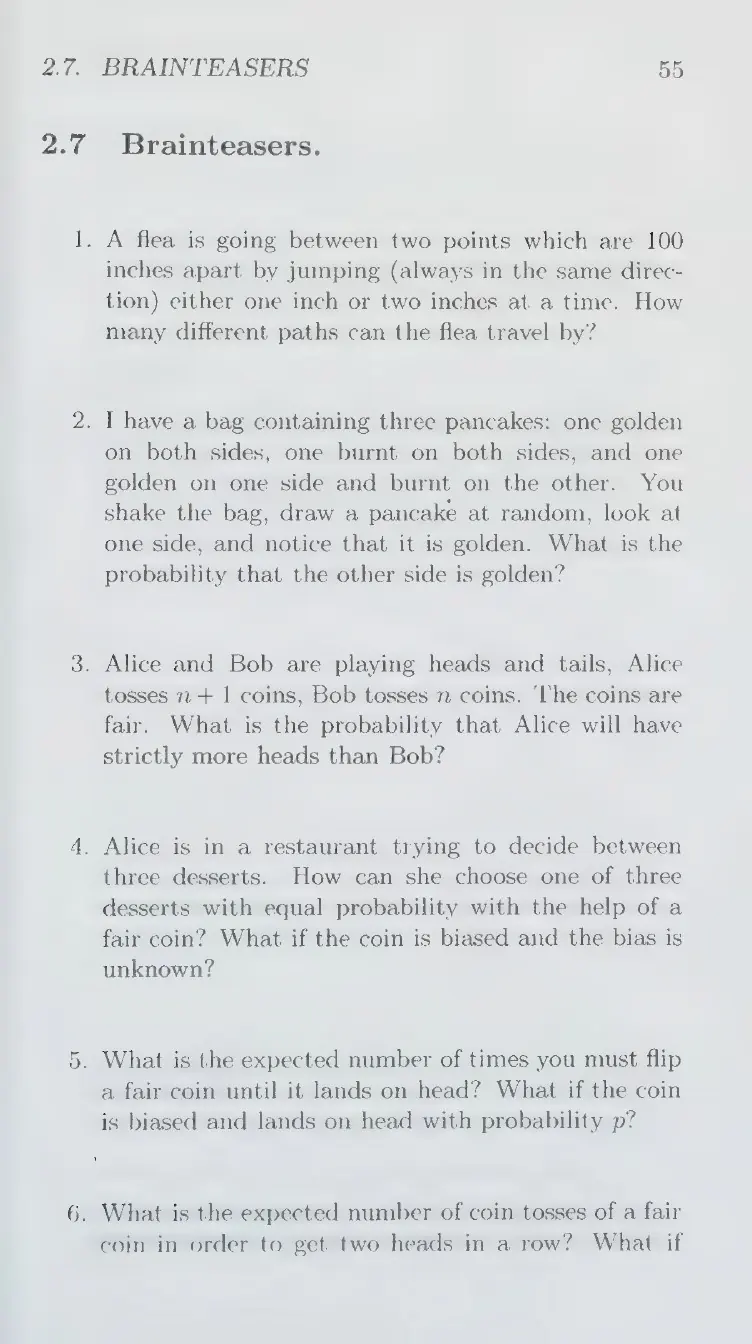 2.7. BRAINTEASERS 55
2.7 Brainteasers.
1. A flea is going between two points which are 100
inches apart by jumping (always in the same direc-
tion) either one inch or two inches at a time. How
many different paths can the flea travel by?
2. I have a bag containing three pancakes: one golden
on both sides, one burnt on both sides, and one
golden on one side and burnt on the other. You
shake the bag, draw a pancake at random, look at
one side, and notice that it is golden. What is the
probability that the other side is golden?
3. Alice and Bob are playing heads and tails, Alice
tosses n + 1 coins, Bob tosses n coins. The coins are
fair. What is the probability that Alice will have
strictly more heads than Bob?
4. Alice is in a restaurant trying to decide between
three desserts. How can she choose one of three
desserts with equal probability with the help of a
fair coin? What if the coin is biased and the bias is
unknown?
5. What is the expected number of times you must flip
a fair coin until it lands on head? What if the coin
is biased and lands on head with probability p?
6. What is the expected number of coin tosses of a fair
coin in order to get two heads in a row? What if